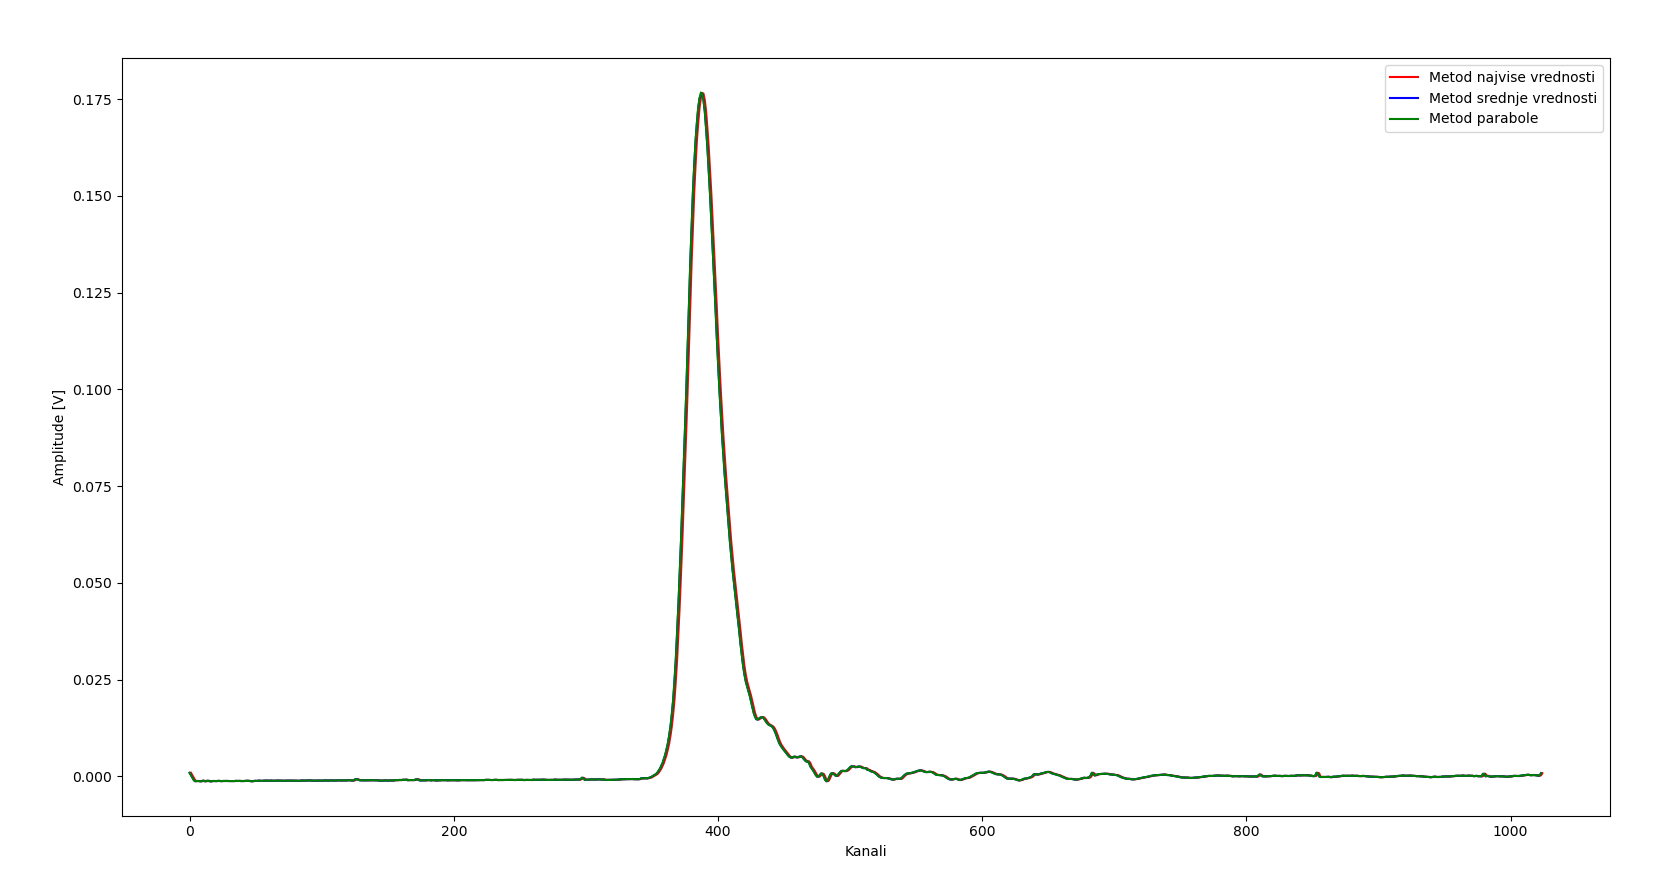 Metod najvise vrednosti
Metod srednje vrednosti
Metod parabole
0.175
0.150
0.125
0.100
0.075
0.050
0.025
0.000
Amplitude [V]
0 200 400 600 800 1000
Kanali